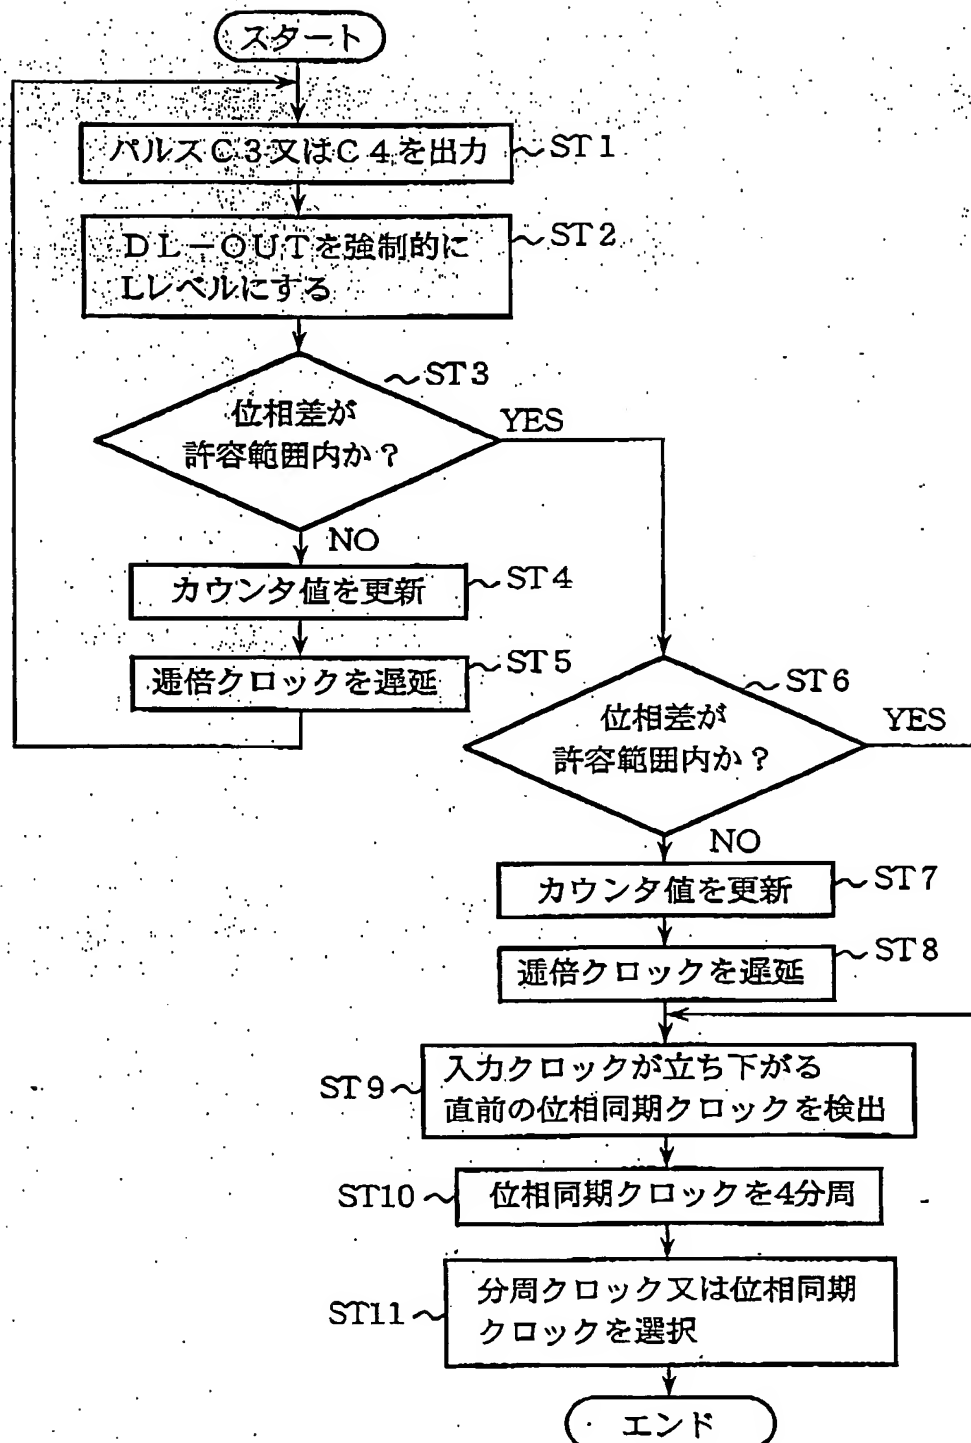 スタート
パルスC3又はC4を出力
ST1
DL-OUTを強制的に
Lレベルにする
ST2
ST3
位相差が
許容範囲内か?
YES
NO
カウンタ値を更新
ST4
逓倍クロックを遅延
ST5
ST6
位相差が
許容範囲内か?
YES
NO
カウンタ値を更新
ST7
逓倍クロックを遅延
ST8
ST9
入力クロックが立ち下がる
直前の位相同期クロックを検出
ST10
位相同期クロックを4分周
ST11
分周クロック又は位相同期
クロックを選択
エンド